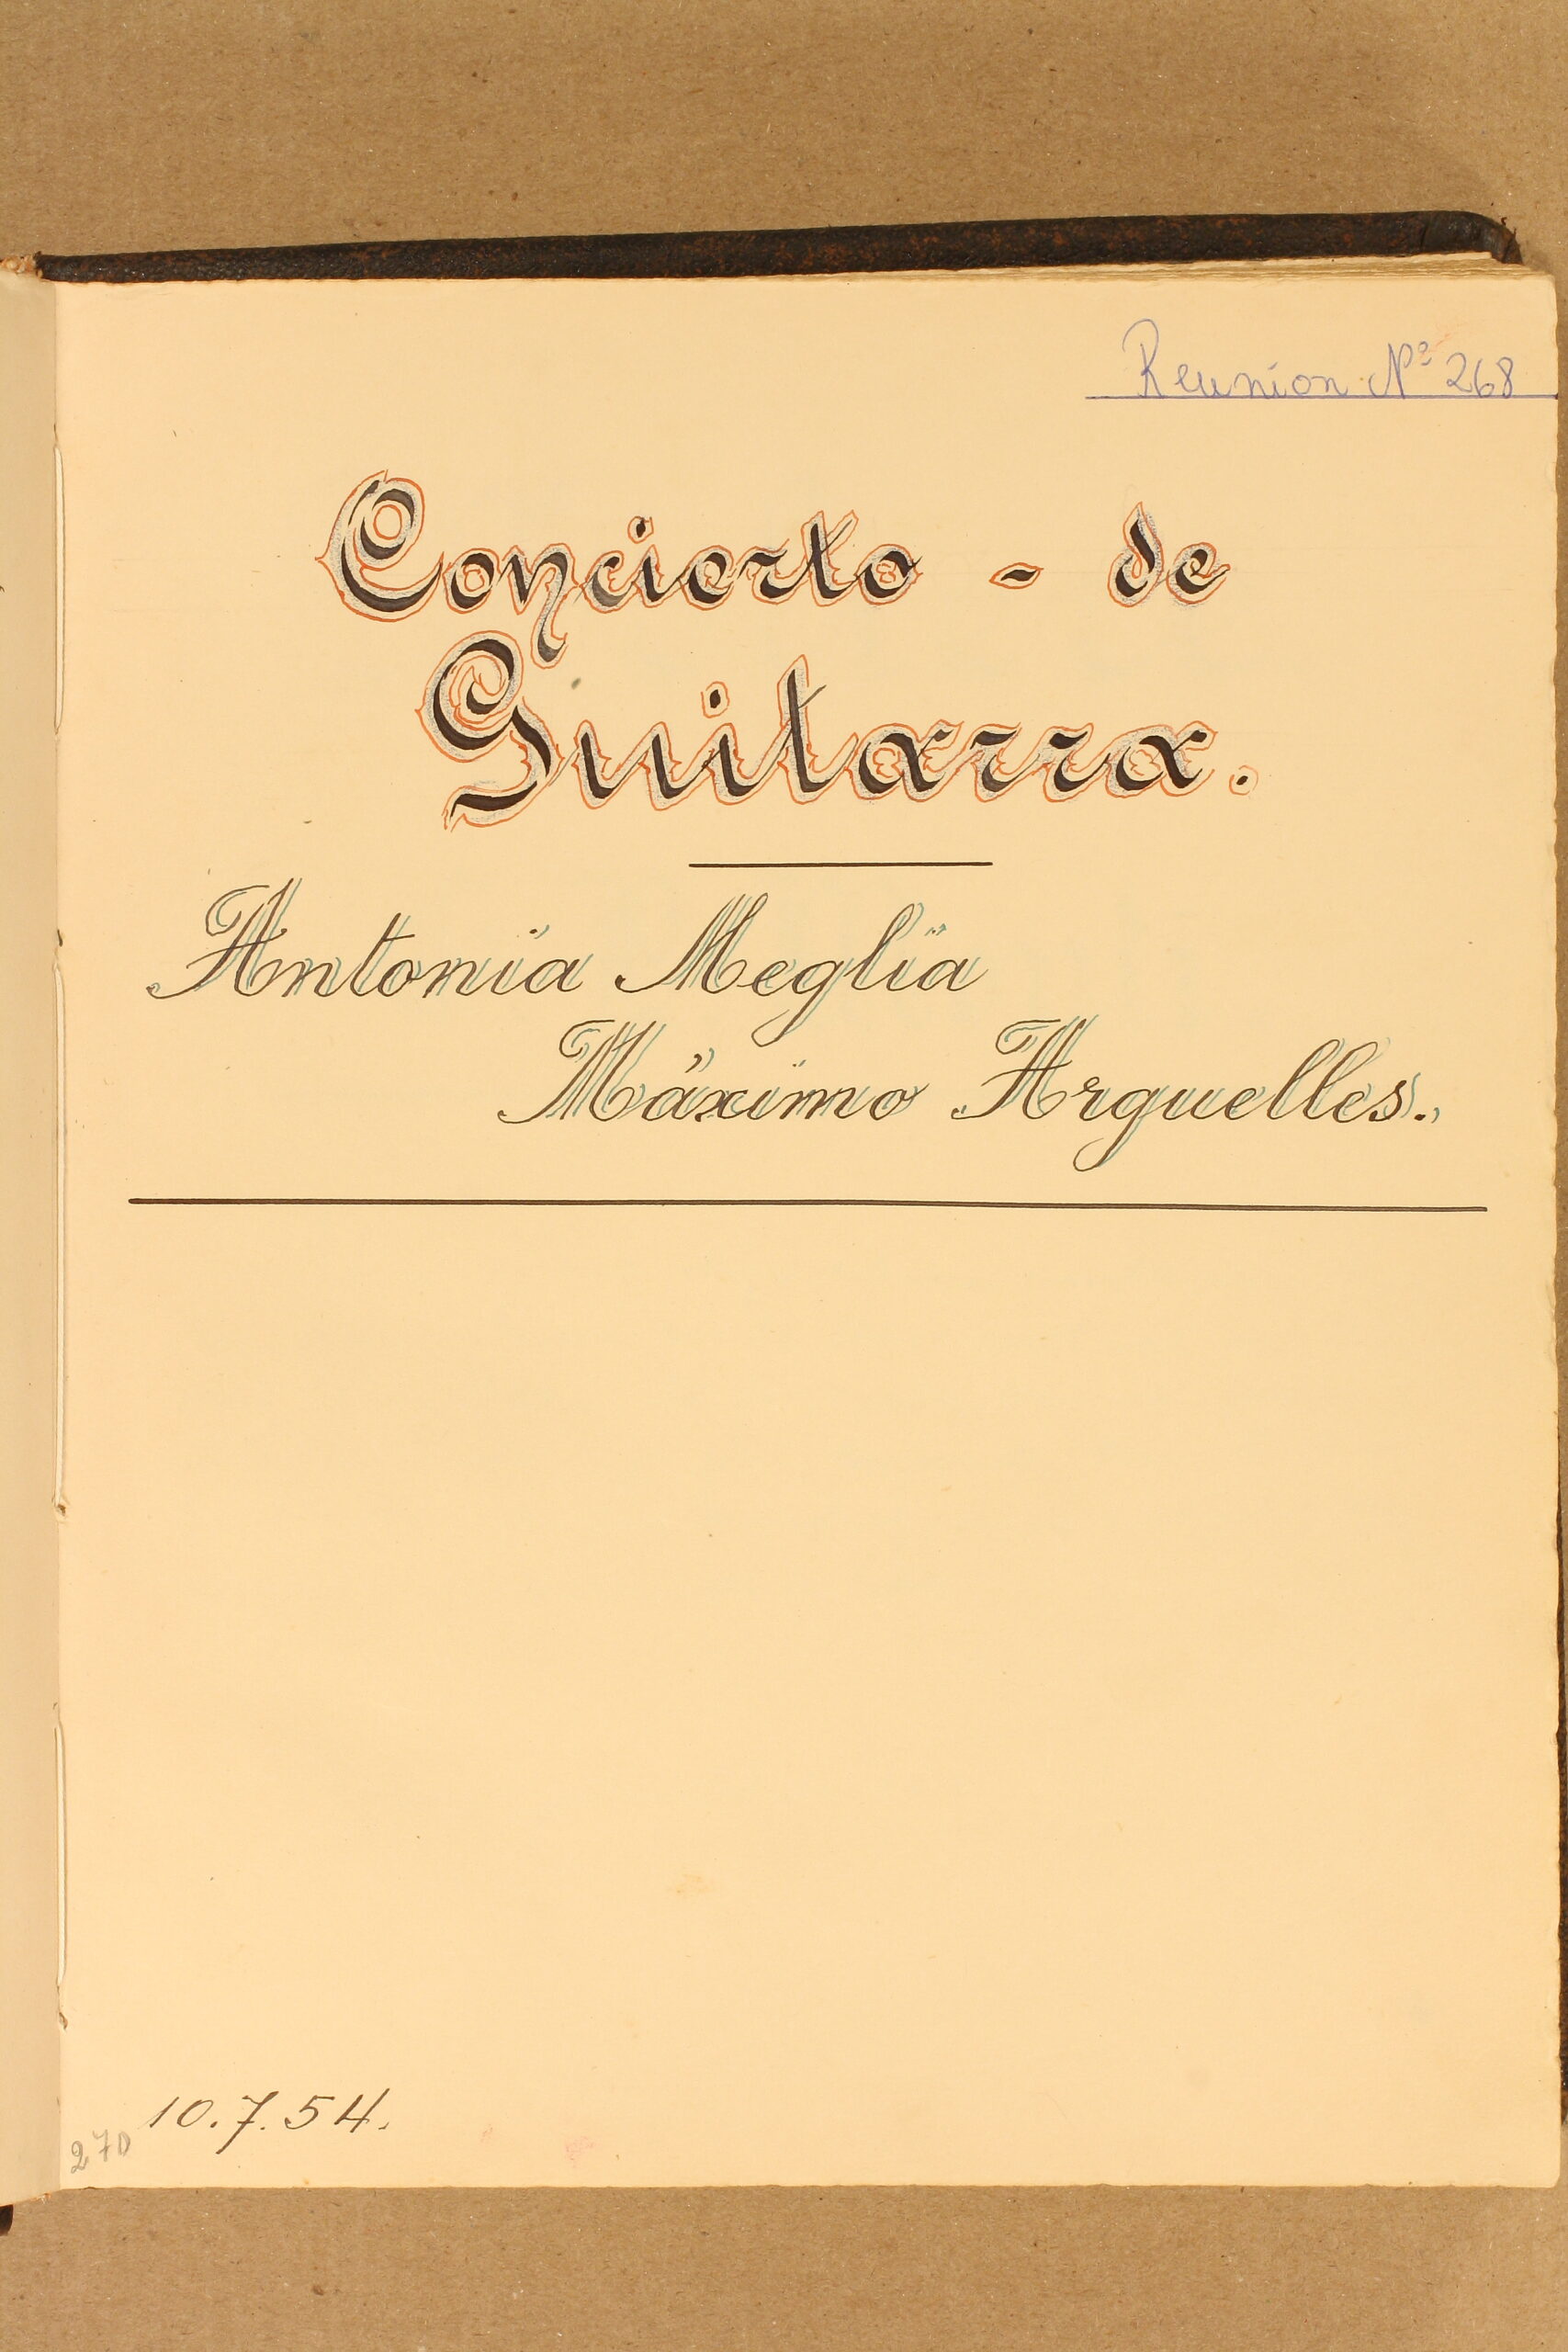 Reunion Nº 268
Concierto - de
Guitarra.
Antonia Meglia
Máximo Arguelles.
10.7.54.
270